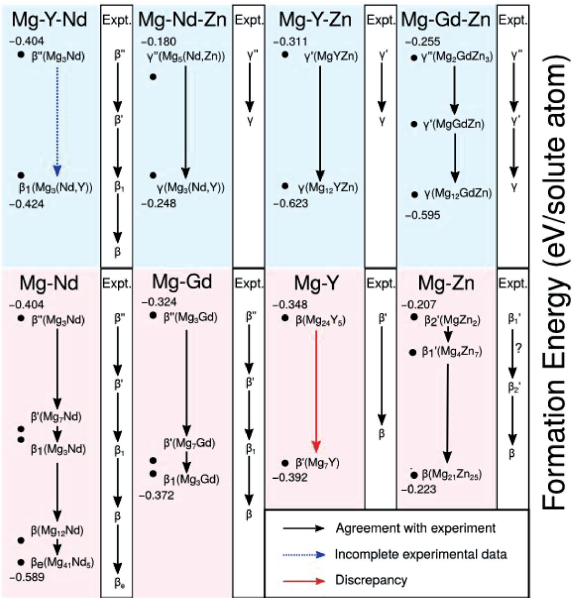 Mg-Y-Nd
Expt.
−0.404
β″(Mg₃Nd)
β₁(Mg₃(Nd,Y))
−0.424
β″
β′
β₁
β
Mg-Nd-Zn
Expt.
−0.180
γ″(Mg₅(Nd,Zn))
γ(Mg₃(Nd,Y))
−0.248
γ″
γ
Mg-Y-Zn
Expt.
−0.311
γ′(MgYZn)
γ(Mg₁₂YZn)
−0.623
γ′
γ
Mg-Gd-Zn
Expt.
−0.255
γ″(Mg₂GdZn₃)
γ′(MgGdZn)
γ(Mg₁₂GdZn)
−0.595
γ″
γ′
γ
Mg-Nd
Expt.
−0.404
β″(Mg₃Nd)
β′(Mg₇Nd)
β₁(Mg₃Nd)
β(Mg₁₂Nd)
βe(Mg₄₁Nd₅)
−0.589
β″
β′
β₁
β
βₑ
Mg-Gd
Expt.
−0.324
β″(Mg₃Gd)
β′(Mg₇Gd)
β₁(Mg₃Gd)
−0.372
β″
β′
β₁
β
Mg-Y
Expt.
−0.348
β(Mg₂₄Y₅)
β′(Mg₇Y)
−0.392
β′
β
Mg-Zn
Expt.
−0.207
β₂′(MgZn₂)
β₁′(Mg₄Zn₇)
β(Mg₂₁Zn₂₅)
−0.223
β₁′
?
β₂′
β
Agreement with experiment
Incomplete experimental data
Discrepancy
Formation Energy (eV/solute atom)